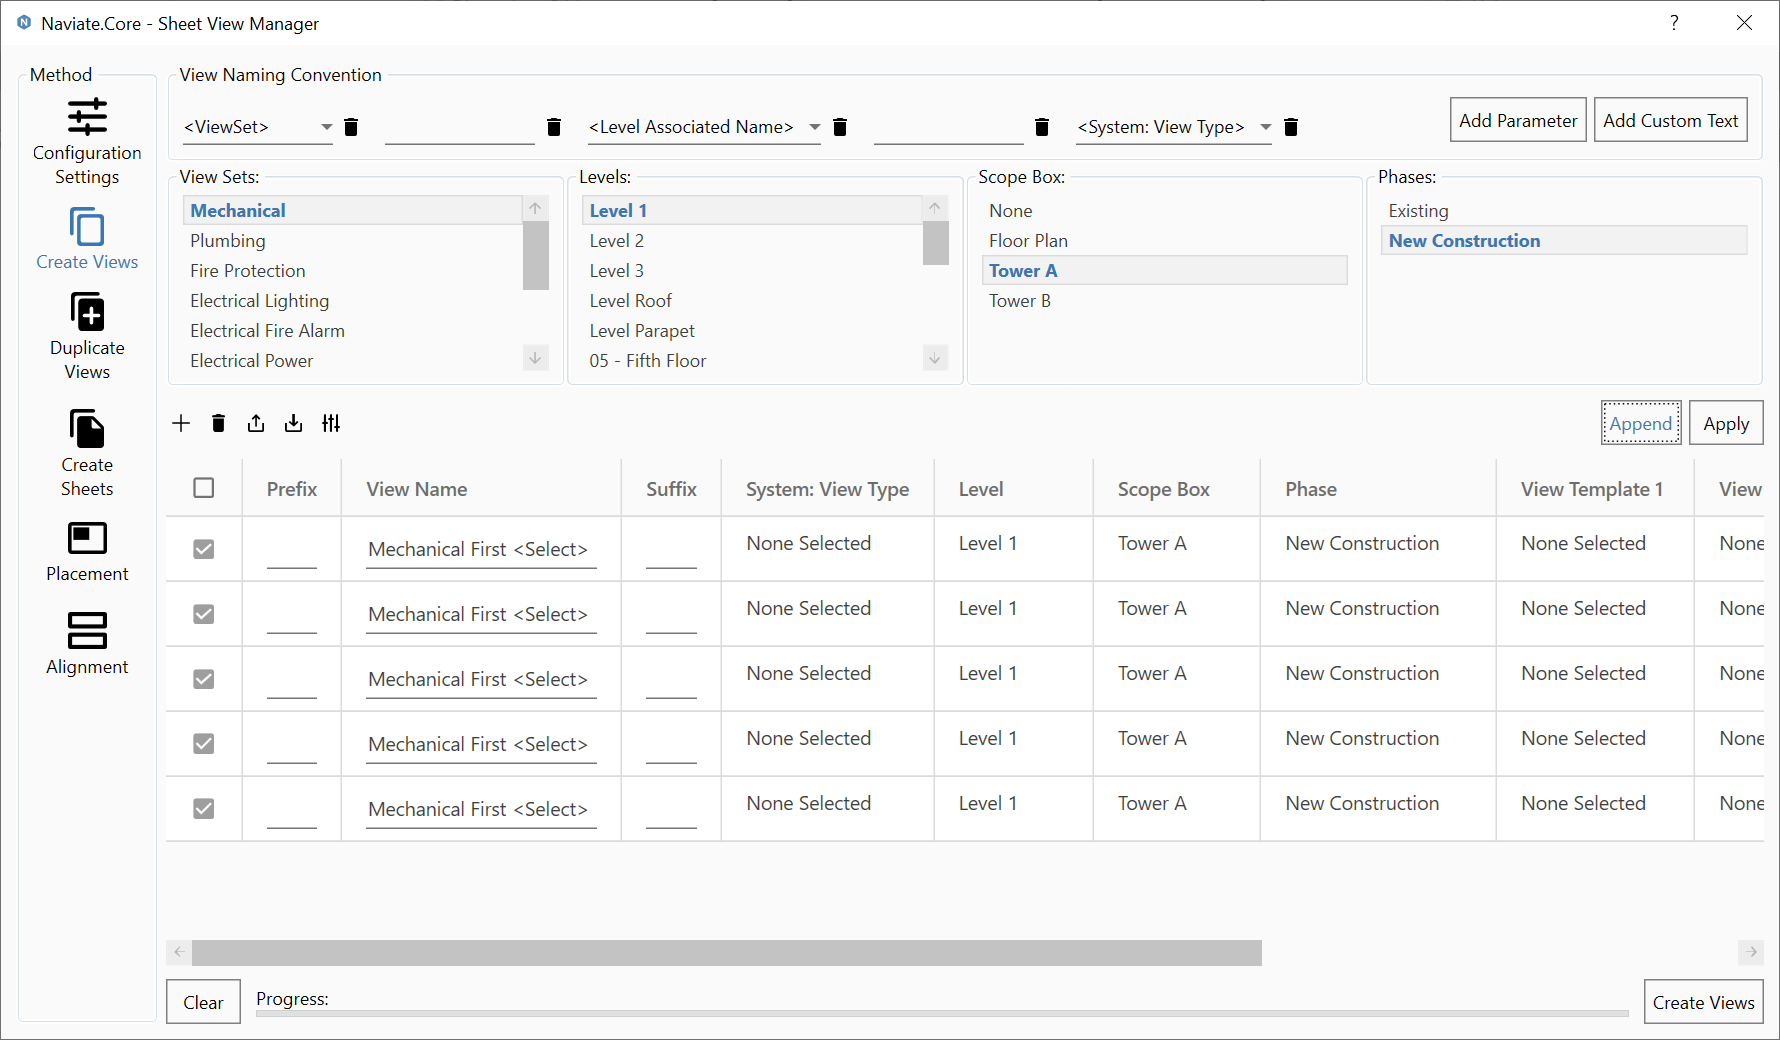 Naviate.Core - Sheet View Manager
?
Method
Configuration
Settings
Create Views
Duplicate
Views
Create
Sheets
Placement
Alignment
View Naming Convention
<ViewSet>
<Level Associated Name>
<System: View Type>
Add Parameter
Add Custom Text
View Sets:
Mechanical
Plumbing
Fire Protection
Electrical Lighting
Electrical Fire Alarm
Electrical Power
Levels:
Level 1
Level 2
Level 3
Level Roof
Level Parapet
05 - Fifth Floor
Scope Box:
None
Floor Plan
Tower A
Tower B
Phases:
Existing
New Construction
Append
Apply
Prefix View Name Suffix System: View Type Level Scope Box Phase View Template 1 View
Mechanical First <Select> None Selected Level 1 Tower A New Construction None Selected None
Mechanical First <Select> None Selected Level 1 Tower A New Construction None Selected None
Mechanical First <Select> None Selected Level 1 Tower A New Construction None Selected None
Mechanical First <Select> None Selected Level 1 Tower A New Construction None Selected None
Mechanical First <Select> None Selected Level 1 Tower A New Construction None Selected None
Clear
Progress:
Create Views